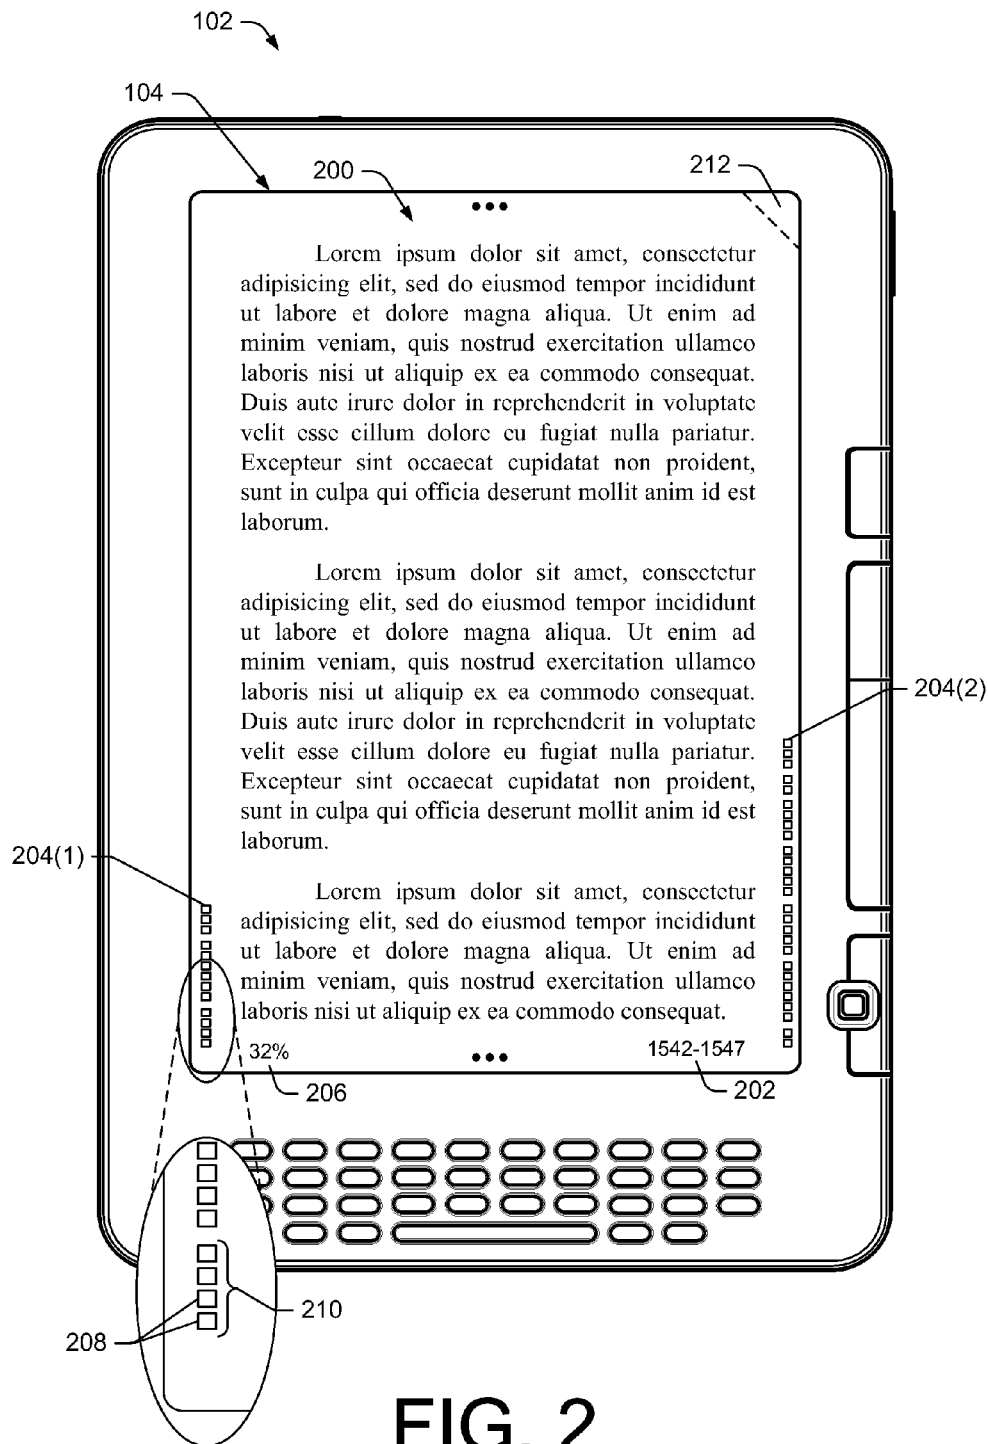 102
104
200
212
Lorem ipsum dolor sit amet, consectetur
adipisicing elit, sed do eiusmod tempor incididunt
ut labore et dolore magna aliqua. Ut enim ad
minim veniam, quis nostrud exercitation ullamco
laboris nisi ut aliquip ex ea commodo consequat.
Duis aute irure dolor in reprehenderit in voluptate
velit esse cillum dolore eu fugiat nulla pariatur.
Excepteur sint occaecat cupidatat non proident,
sunt in culpa qui officia deserunt mollit anim id est
laborum.
Lorem ipsum dolor sit amet, consectetur
adipisicing elit, sed do eiusmod tempor incididunt
ut labore et dolore magna aliqua. Ut enim ad
minim veniam, quis nostrud exercitation ullamco
laboris nisi ut aliquip ex ea commodo consequat.
Duis aute irure dolor in reprehenderit in voluptate
velit esse cillum dolore eu fugiat nulla pariatur.
Excepteur sint occaecat cupidatat non proident,
sunt in culpa qui officia deserunt mollit anim id est
laborum.
204(2)
204(1)
Lorem ipsum dolor sit amet, consectetur
adipisicing elit, sed do eiusmod tempor incididunt
ut labore et dolore magna aliqua. Ut enim ad
minim veniam, quis nostrud exercitation ullamco
laboris nisi ut aliquip ex ea commodo consequat.
32%
1542-1547
206
202
210
208
FIG. 2